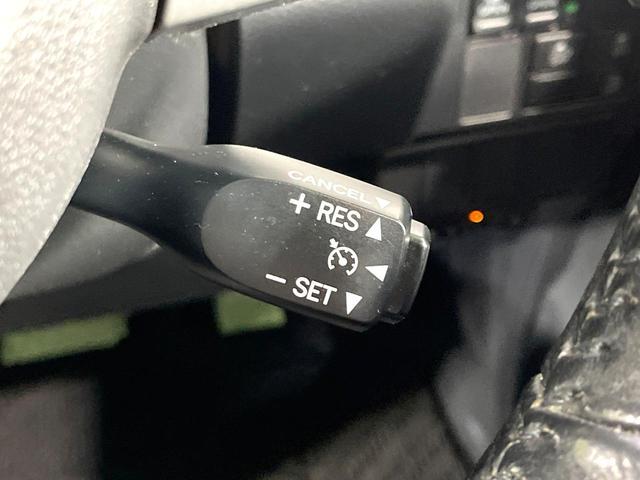 CANCEL ▼
+ RES ▲
◀
− SET ▼